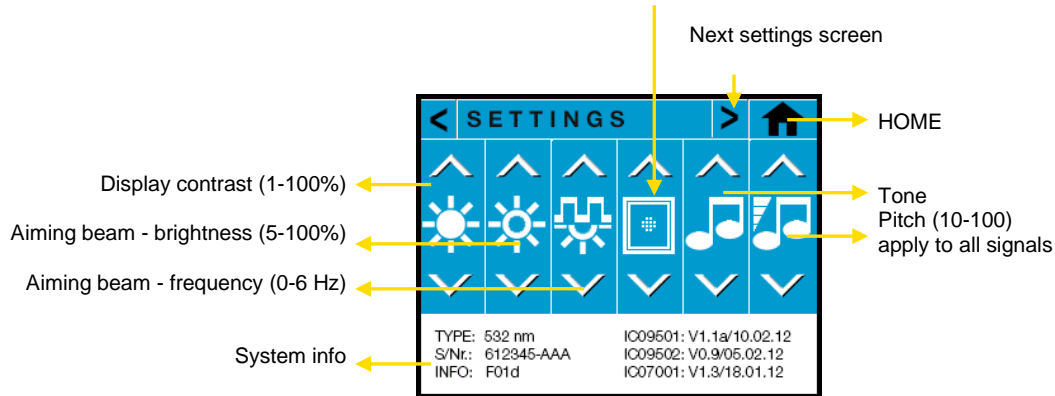 Next settings screen
< SETTINGS >
HOME
Display contrast (1-100%)
Aiming beam - brightness (5-100%)
Aiming beam - frequency (0-6 Hz)
Tone
Pitch (10-100)
apply to all signals
System info
TYPE: 532 nm
S/Nr.: 612345-AAA
INFO: F01d
IC09501: V1.1a/10.02.12
IC09502: V0.9/05.02.12
IC07001: V1.3/18.01.12